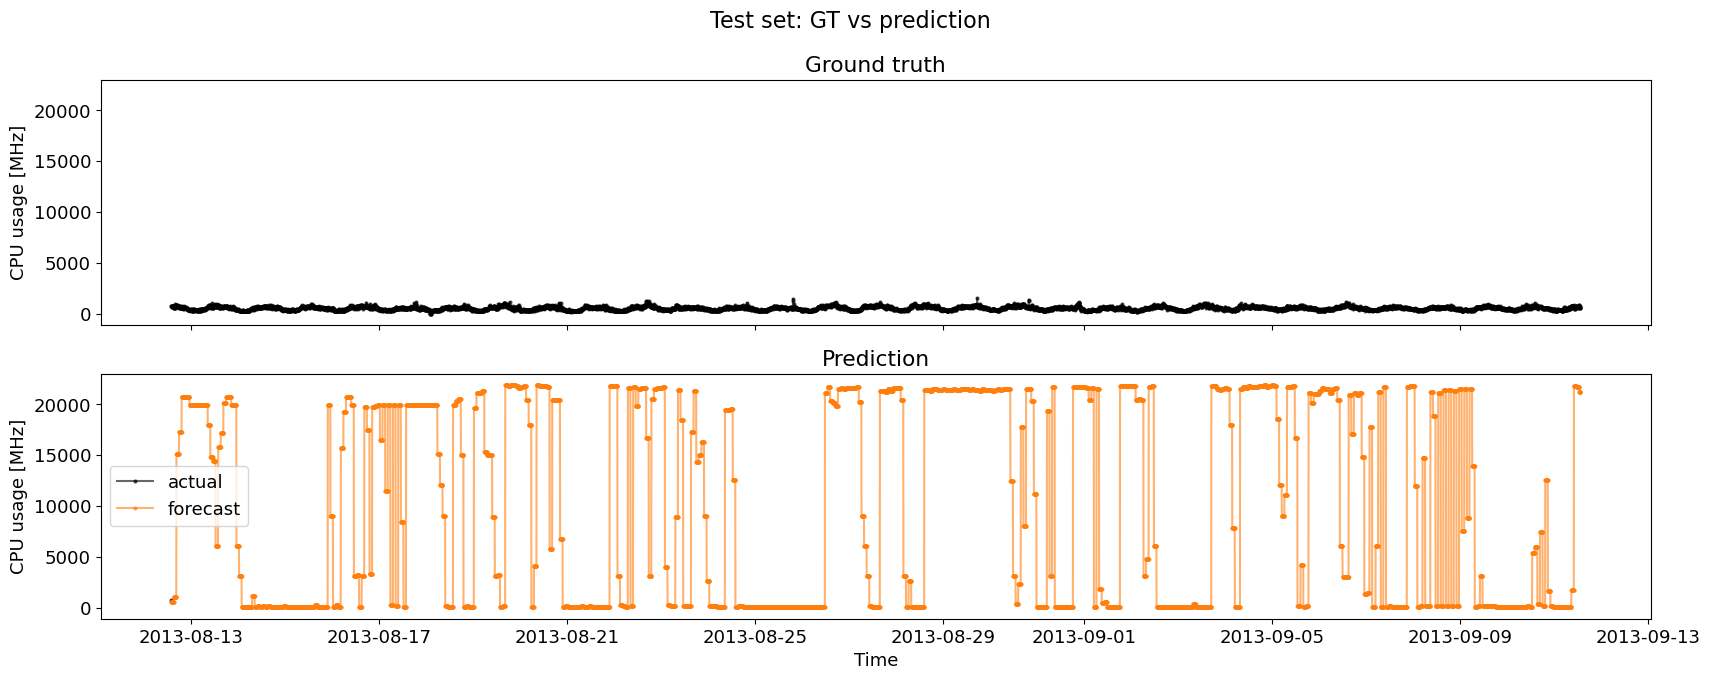 Test set: GT vs prediction
Ground truth
CPU usage [MHz]
20000
15000
10000
5000
0
Prediction
CPU usage [MHz]
20000
15000
10000
5000
0
actual
forecast
2013-08-13 2013-08-17 2013-08-21 2013-08-25 2013-08-29 2013-09-01 2013-09-05 2013-09-09 2013-09-13
Time